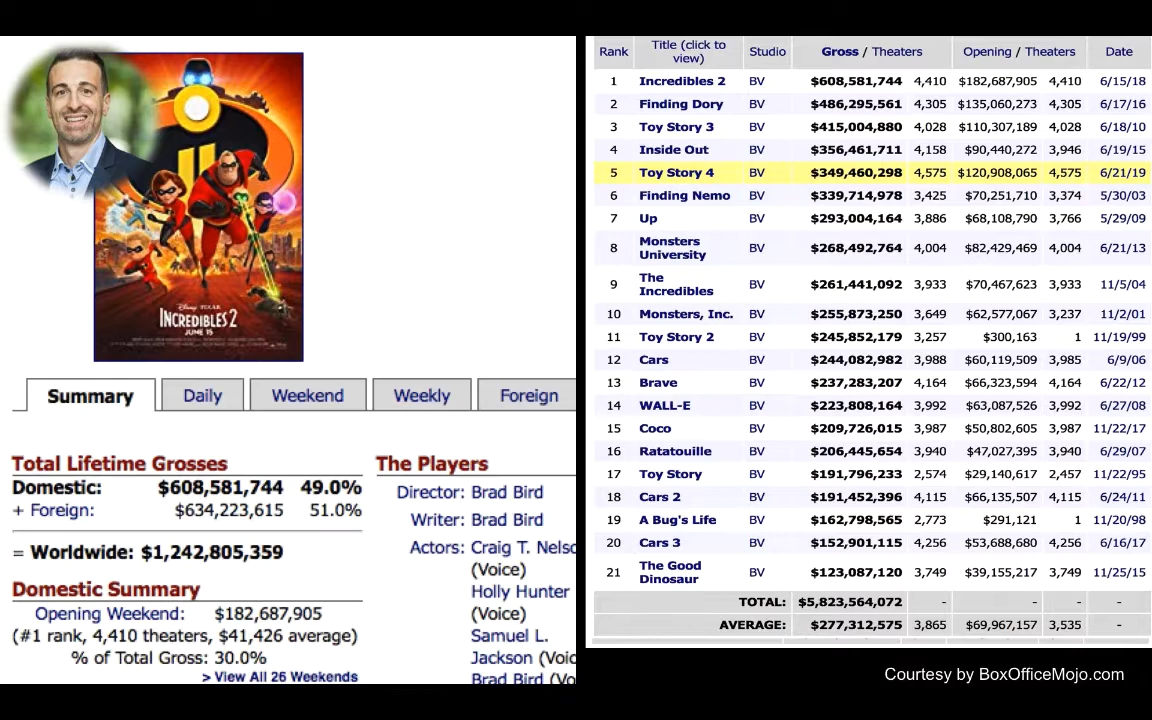 DISNEY PIXAR
INCREDIBLES 2
JUNE 15
Summary
Daily
Weekend
Weekly
Foreign
Total Lifetime Grosses
Domestic: $608,581,744 49.0%
+ Foreign: $634,223,615 51.0%
= Worldwide: $1,242,805,359
Domestic Summary
Opening Weekend: $182,687,905
(#1 rank, 4,410 theaters, $41,426 average)
% of Total Gross: 30.0%
> View All 26 Weekends
The Players
Director: Brad Bird
Writer: Brad Bird
Actors: Craig T. Nelso
(Voice)
Holly Hunter
(Voice)
Samuel L.
Jackson (Voic
Brad Bird (Vo
Rank Title (click to view) Studio Gross / Theaters Opening / Theaters Date
1 Incredibles 2 BV $608,581,744 4,410 $182,687,905 4,410 6/15/18
2 Finding Dory BV $486,295,561 4,305 $135,060,273 4,305 6/17/16
3 Toy Story 3 BV $415,004,880 4,028 $110,307,189 4,028 6/18/10
4 Inside Out BV $356,461,711 4,158 $90,440,272 3,946 6/19/15
5 Toy Story 4 BV $349,460,298 4,575 $120,908,065 4,575 6/21/19
6 Finding Nemo BV $339,714,978 3,425 $70,251,710 3,374 5/30/03
7 Up BV $293,004,164 3,886 $68,108,790 3,766 5/29/09
8 Monsters University BV $268,492,764 4,004 $82,429,469 4,004 6/21/13
9 The Incredibles BV $261,441,092 3,933 $70,467,623 3,933 11/5/04
10 Monsters, Inc. BV $255,873,250 3,649 $62,577,067 3,237 11/2/01
11 Toy Story 2 BV $245,852,179 3,257 $300,163 1 11/19/99
12 Cars BV $244,082,982 3,988 $60,119,509 3,985 6/9/06
13 Brave BV $237,283,207 4,164 $66,323,594 4,164 6/22/12
14 WALL-E BV $223,808,164 3,992 $63,087,526 3,992 6/27/08
15 Coco BV $209,726,015 3,987 $50,802,605 3,987 11/22/17
16 Ratatouille BV $206,445,654 3,940 $47,027,395 3,940 6/29/07
17 Toy Story BV $191,796,233 2,574 $29,140,617 2,457 11/22/95
18 Cars 2 BV $191,452,396 4,115 $66,135,507 4,115 6/24/11
19 A Bug's Life BV $162,798,565 2,773 $291,121 1 11/20/98
20 Cars 3 BV $152,901,115 4,256 $53,688,680 4,256 6/16/17
21 The Good Dinosaur BV $123,087,120 3,749 $39,155,217 3,749 11/25/15
TOTAL: $5,823,564,072 - - - -
AVERAGE: $277,312,575 3,865 $69,967,157 3,535 -
Courtesy by BoxOfficeMojo.com